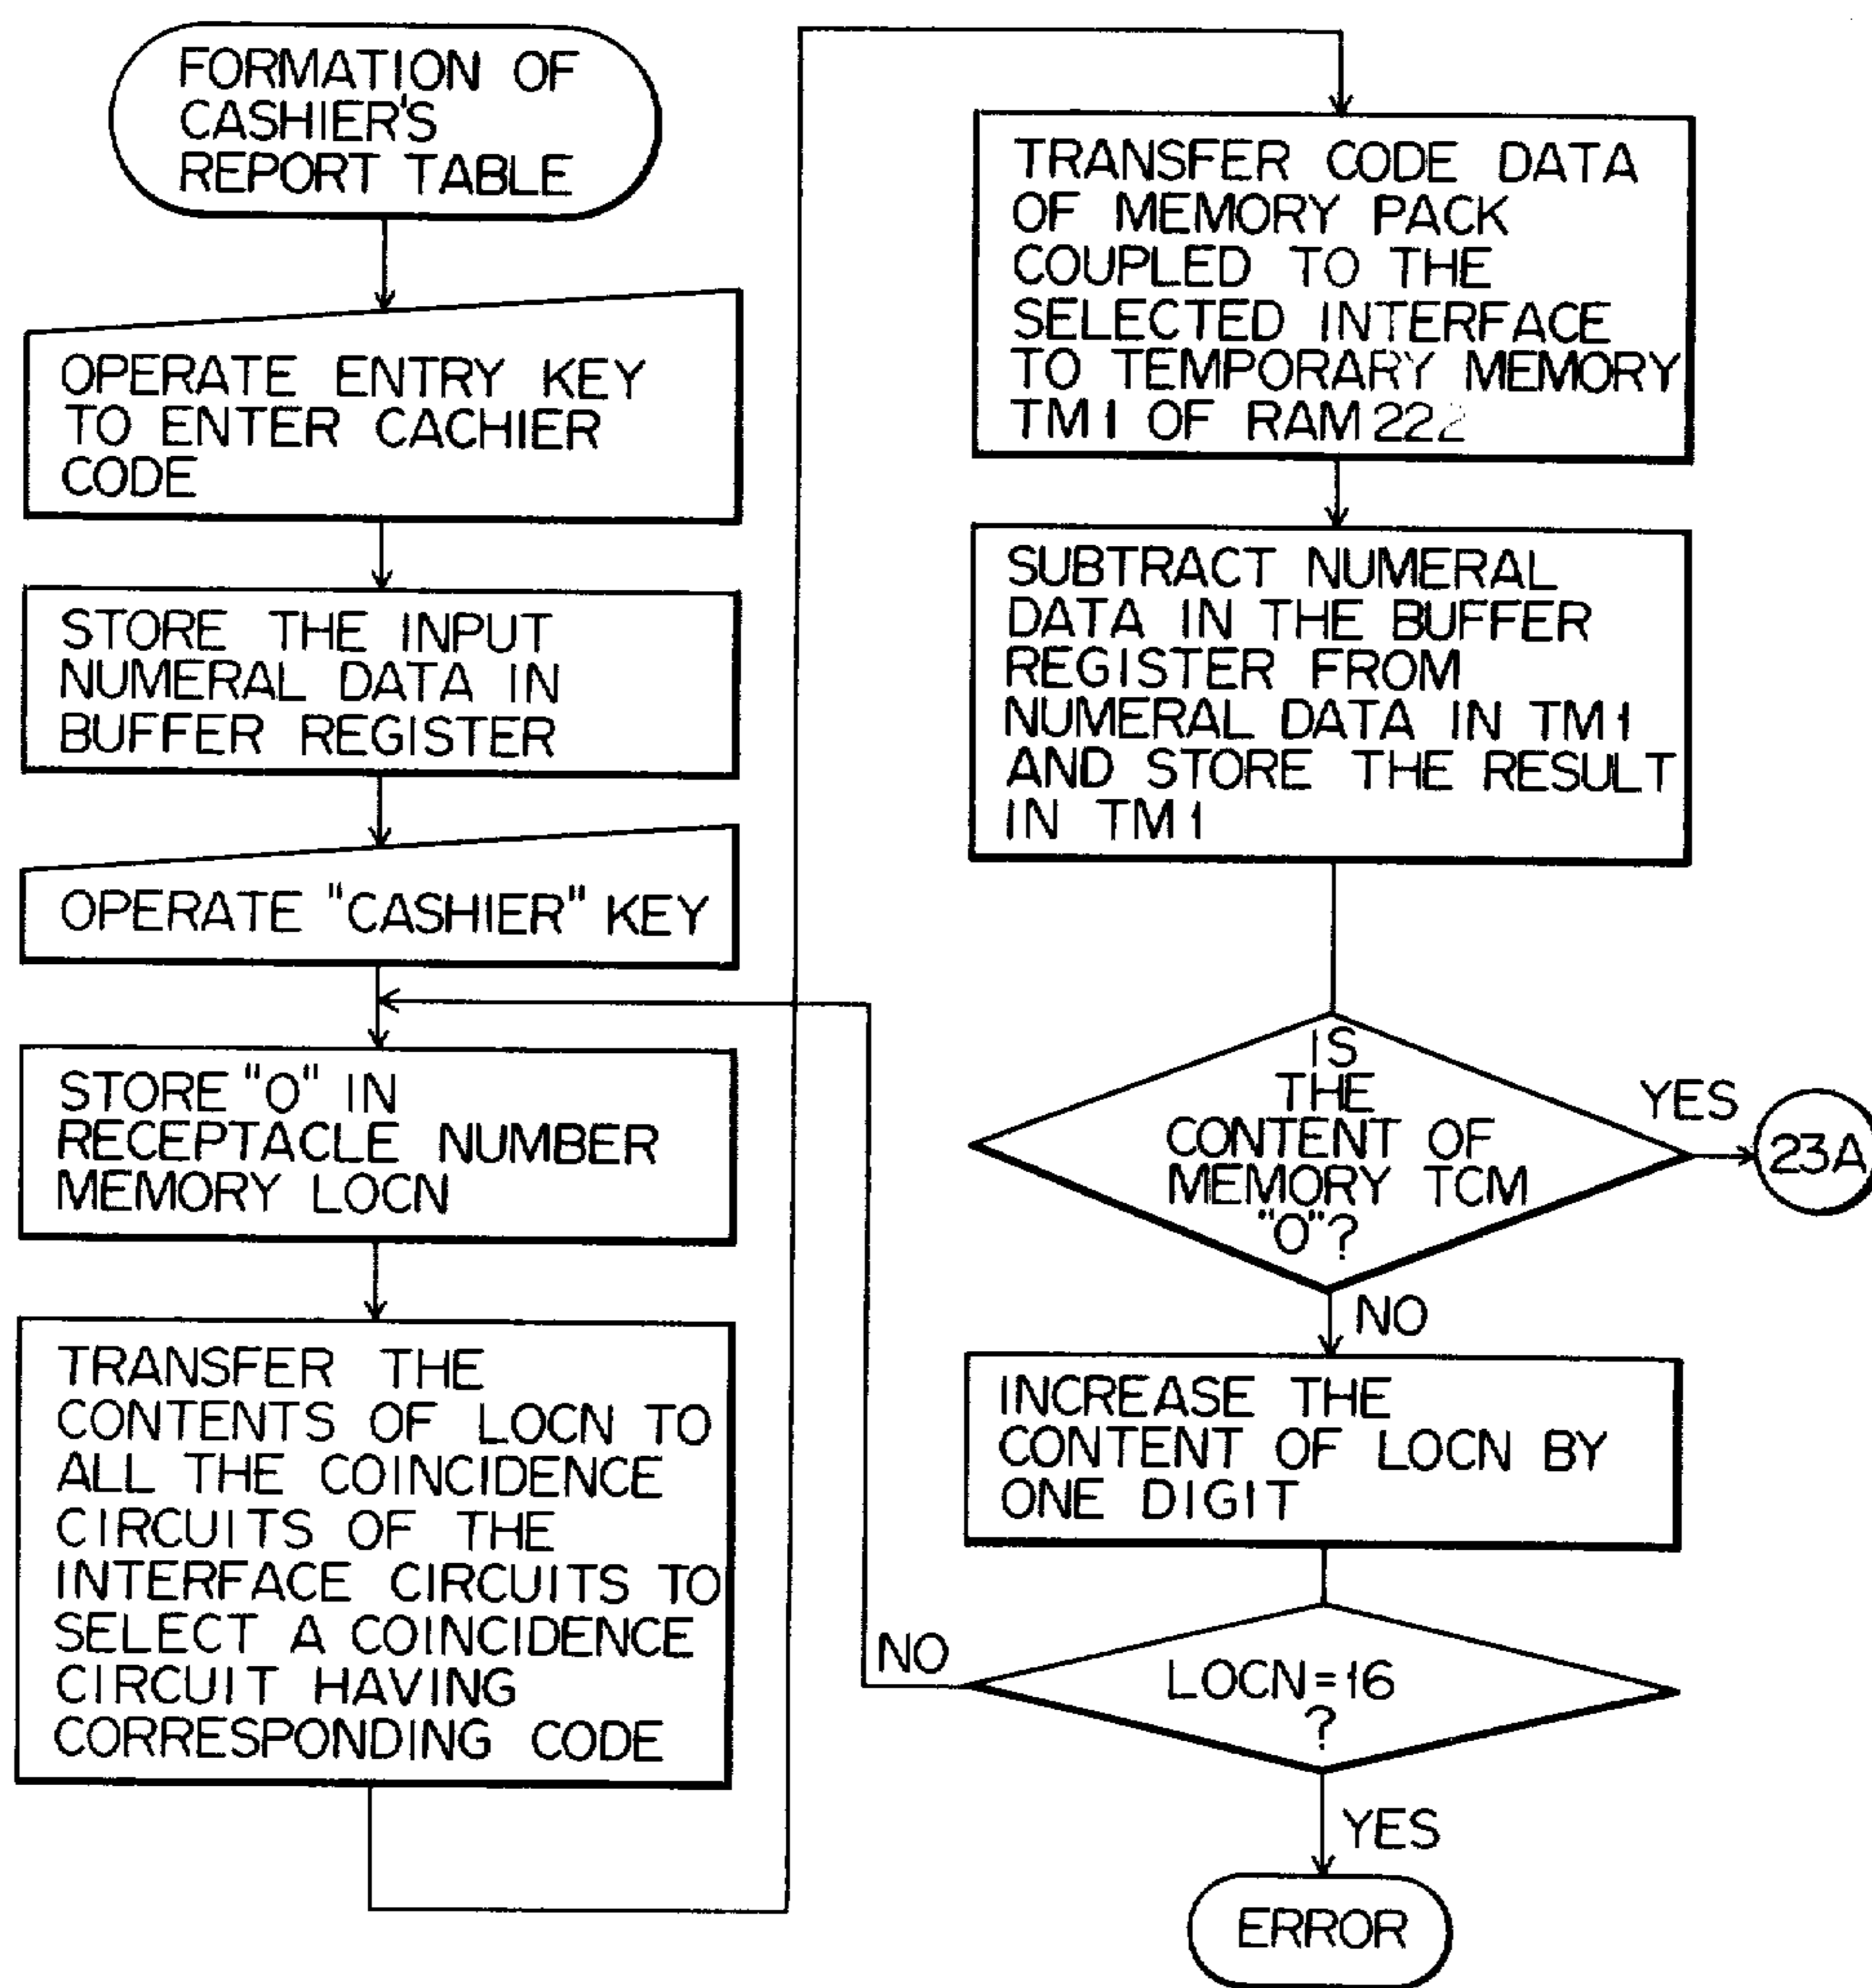 FORMATION OF
CASHIER'S
REPORT TABLE
OPERATE ENTRY KEY
TO ENTER CACHIER
CODE
STORE THE INPUT
NUMERAL DATA IN
BUFFER REGISTER
OPERATE "CASHIER" KEY
STORE "0" IN
RECEPTACLE NUMBER
MEMORY LOCN
TRANSFER THE
CONTENTS OF LOCN TO
ALL THE COINCIDENCE
CIRCUITS OF THE
INTERFACE CIRCUITS TO
SELECT A COINCIDENCE
CIRCUIT HAVING
CORRESPONDING CODE
TRANSFER CODE DATA
OF MEMORY PACK
COUPLED TO THE
SELECTED INTERFACE
TO TEMPORARY MEMORY
TM1 OF RAM 222
SUBTRACT NUMERAL
DATA IN THE BUFFER
REGISTER FROM
NUMERAL DATA IN TM1
AND STORE THE RESULT
IN TM1
IS
THE
CONTENT OF
MEMORY TCM
"0"?
YES
23A
NO
INCREASE THE
CONTENT OF LOCN BY
ONE DIGIT
NO
LOCN=16
?
YES
ERROR